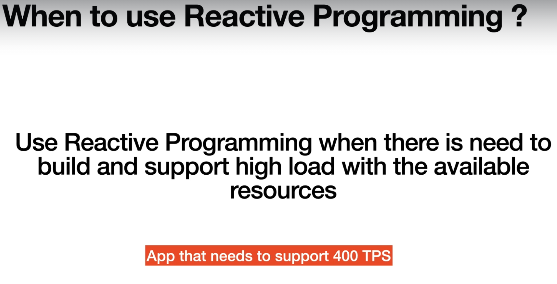 When to use Reactive Programming ?
Use Reactive Programming when there is need to
build and support high load with the available
resources
App that needs to support 400 TPS